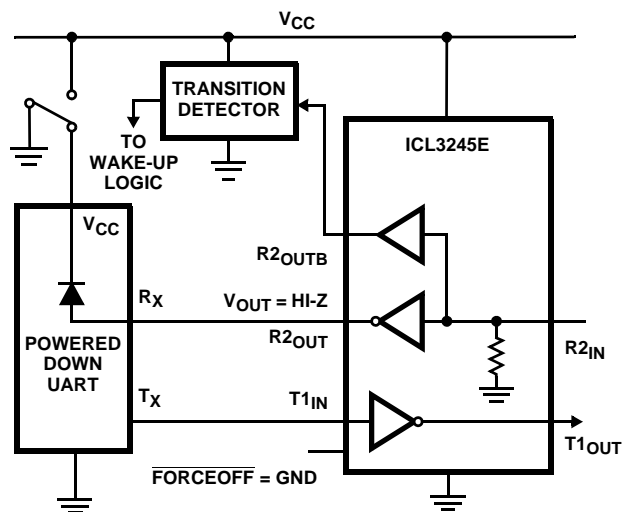 VCC
TRANSITION
DETECTOR
TO
WAKE-UP
LOGIC
ICL3245E
VCC
R2OUTB
RX
VOUT = HI-Z
POWERED
DOWN
UART
R2OUT
R2IN
TX
T1IN
T1OUT
FORCEOFF = GND